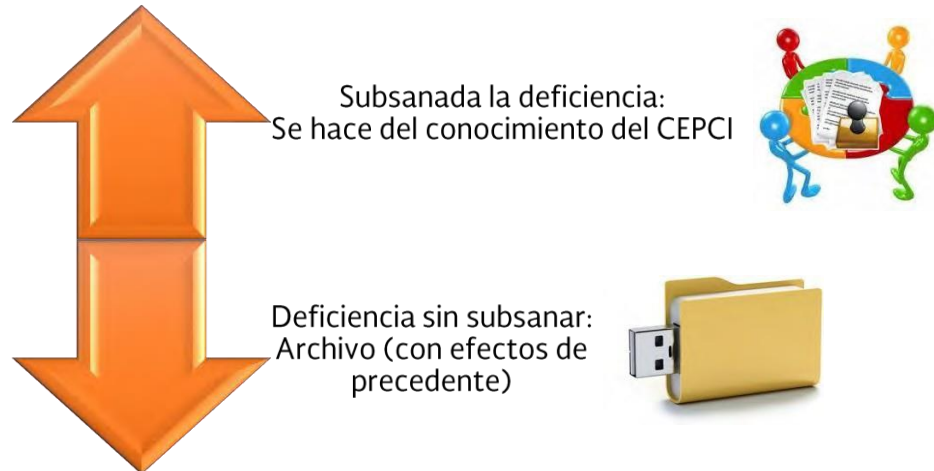 Subsanada la deficiencia:
Se hace del conocimiento del CEPCI
Deficiencia sin subsanar:
Archivo (con efectos de
precedente)